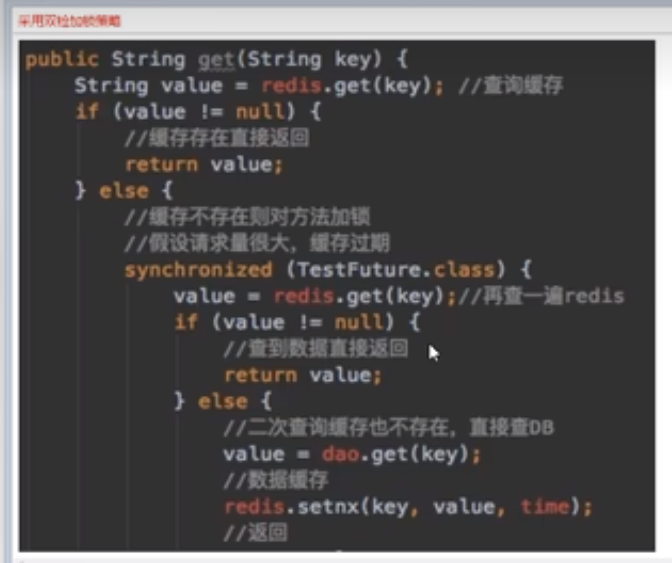 采用双检加锁策略
public String get(String key) {
String value = redis.get(key); //查询缓存
if (value != null) {
//缓存存在直接返回
return value;
} else {
//缓存不存在则对方法加锁
//假设请求量很大，缓存过期
synchronized (TestFuture.class) {
value = redis.get(key);//再查一遍redis
if (value != null) {
//查到数据直接返回
return value;
} else {
//二次查询缓存也不存在，直接查DB
value = dao.get(key);
//数据缓存
redis.setnx(key, value, time);
//返回